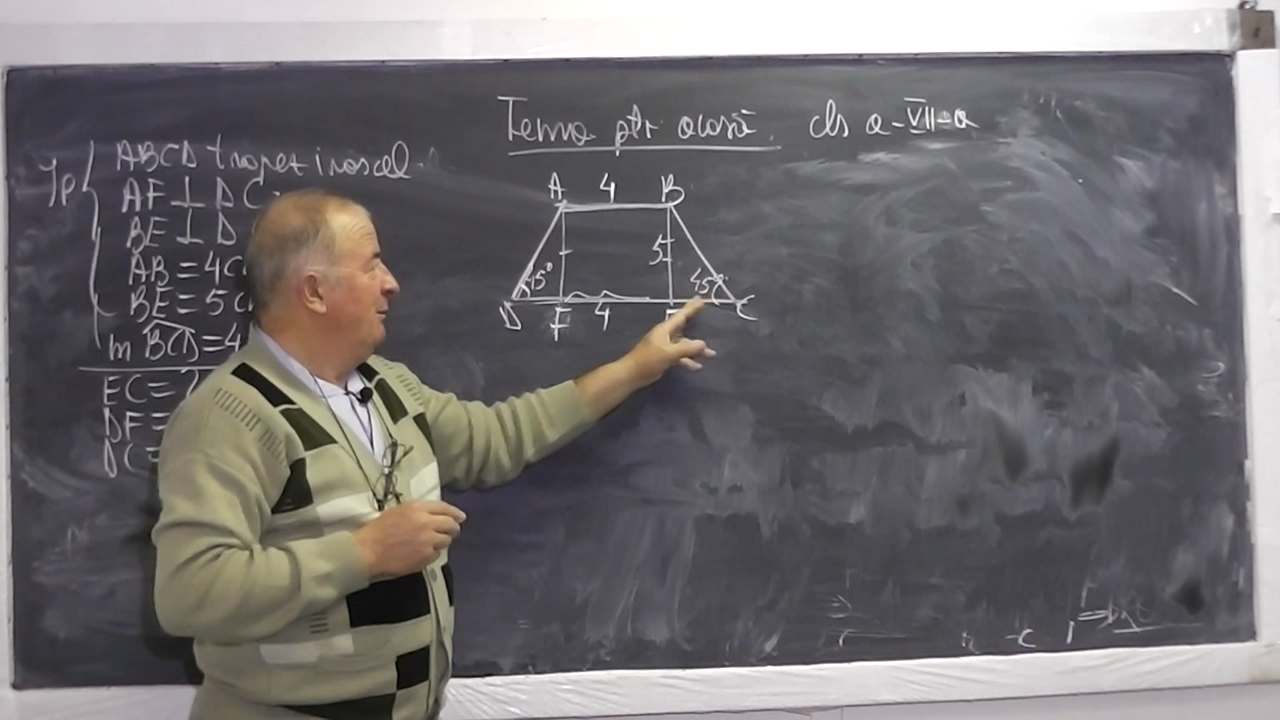 Tema ptr acasă. cls a-VII-a
Ip
ABCD trapez isoscel
AF ⊥ DC
BE ⊥ D
AB = 4c
BE = 5c
m BCD = 4
EC = ?
DF =
DC =
A 4 B
5
45° 45°
D F 4 E C